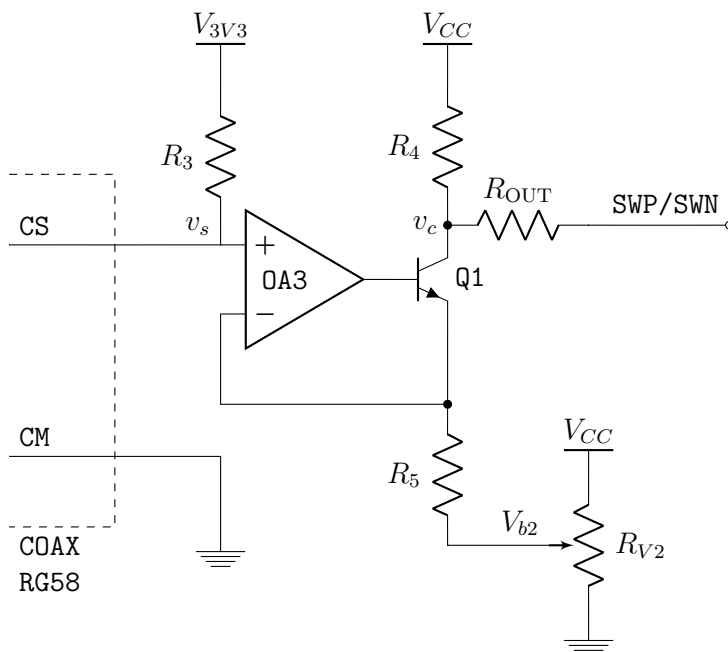 V3V3
VCC
R3
R4
ROUT
SWP/SWN
vs
vc
CS
+
OA3
Q1
−
CM
VCC
R5
Vb2
RV2
COAX
RG58